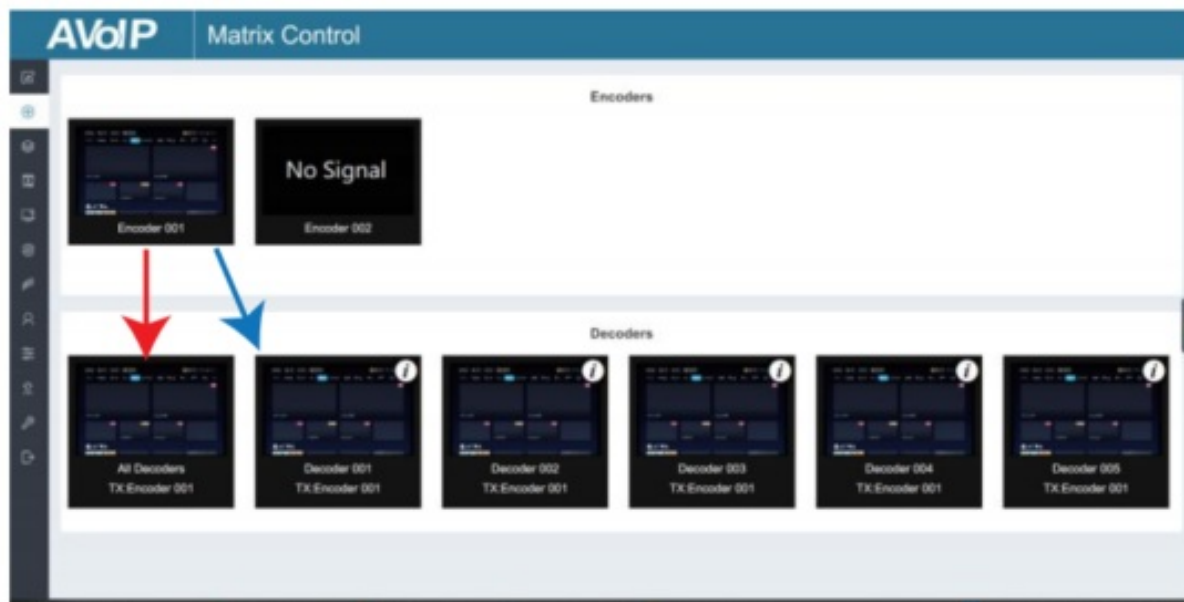 AVoIP
Matrix Control
Encoders
No Signal
Encoder 001
Encoder 002
Decoders
i
i
i
i
i
All Decoders
TX:Encoder 001
Decoder 001
TX:Encoder 001
Decoder 002
TX:Encoder 001
Decoder 003
TX:Encoder 001
Decoder 004
TX:Encoder 001
Decoder 005
TX:Encoder 001